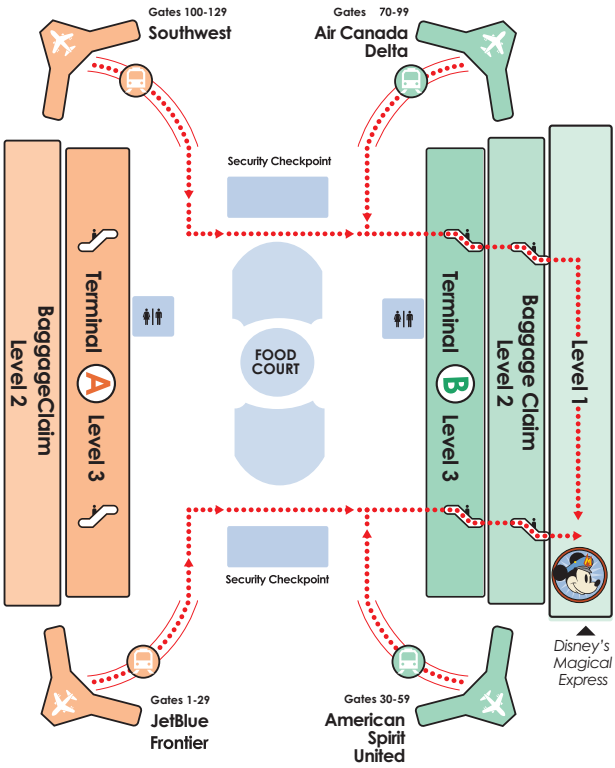 Gates 100-129
Southwest
Gates 70-99
Air Canada
Delta
Security Checkpoint
BaggageClaim
Level 2
Terminal A Level 3
FOOD
COURT
Terminal B Level 3
Baggage Claim
Level 2
Level 1
Security Checkpoint
Disney's
Magical
Express
Gates 1-29
JetBlue
Frontier
Gates 30-59
American
Spirit
United